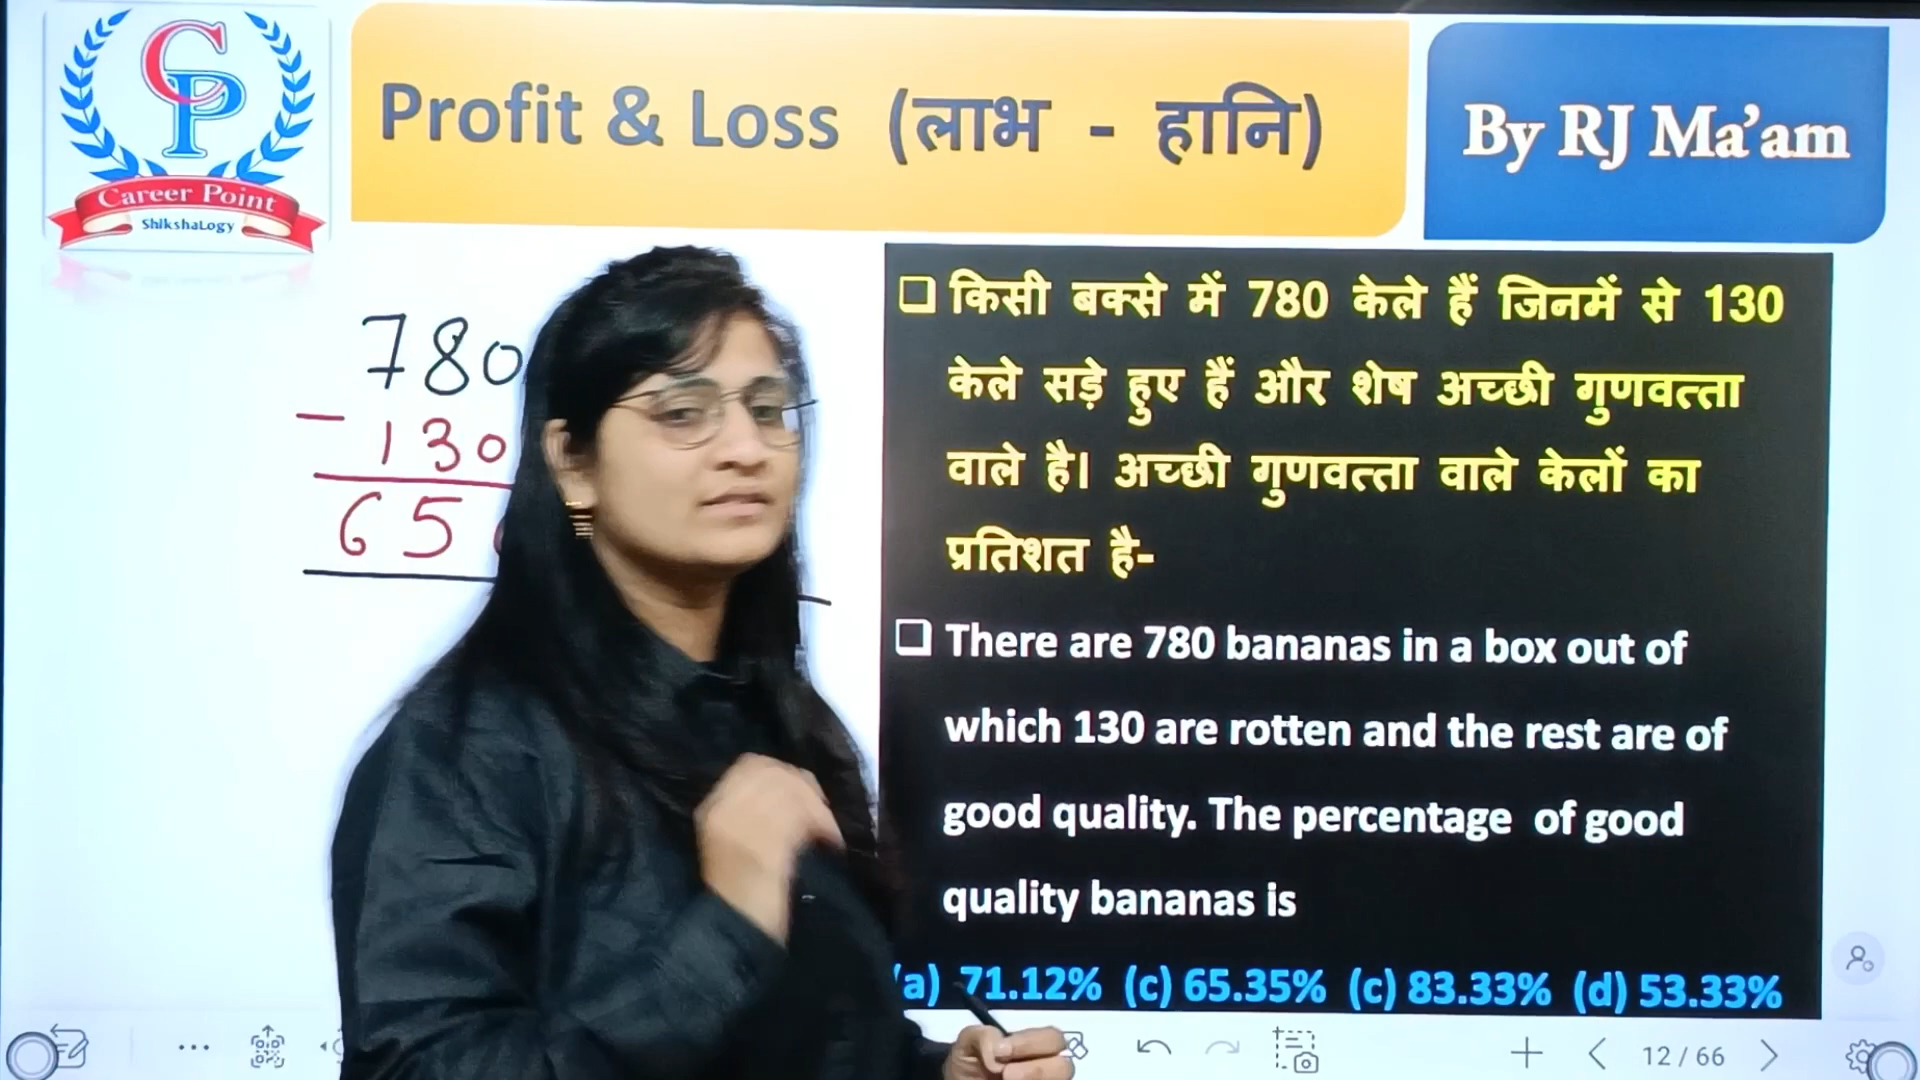 CP
Career Point
ShikshaLogy
Profit & Loss (लाभ - हानि)
By RJ Ma’am
780
- 130
65
❑ किसी बक्से में 780 केले हैं जिनमें से 130
केले सड़े हुए हैं और शेष अच्छी गुणवत्ता
वाले है। अच्छी गुणवत्ता वाले केलों का
प्रतिशत है-
❑ There are 780 bananas in a box out of
which 130 are rotten and the rest are of
good quality. The percentage of good
quality bananas is
(a) 71.12% (c) 65.35% (c) 83.33% (d) 53.33%
12 / 66